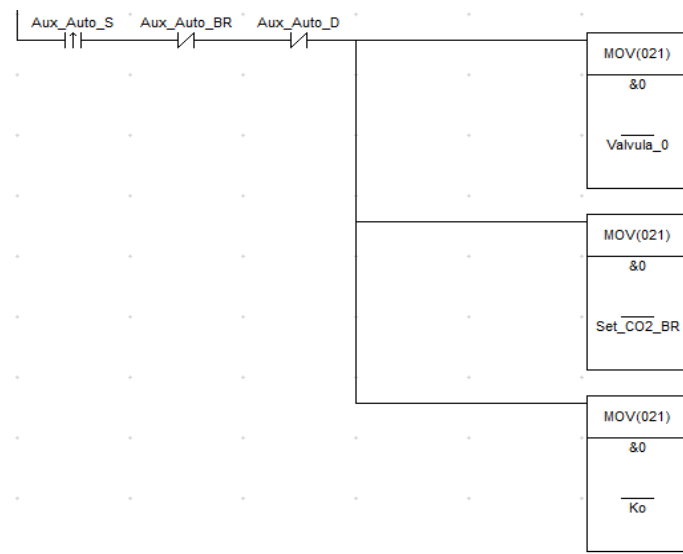 Aux_Auto_S Aux_Auto_BR Aux_Auto_D
MOV(021)
&0
Valvula_0
MOV(021)
&0
Set_CO2_BR
MOV(021)
&0
Ko